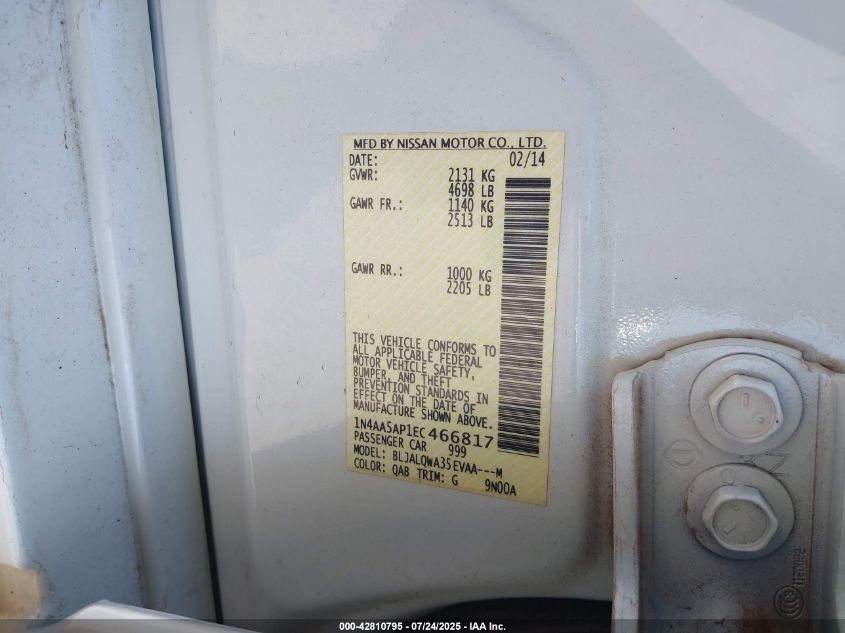 MFD BY NISSAN MOTOR CO., LTD.
DATE: 02/14
GVWR: 2131 KG
4698 LB
GAWR FR.: 1140 KG
2513 LB
GAWR RR.: 1000 KG
2205 LB
THIS VEHICLE CONFORMS TO
ALL APPLICABLE FEDERAL
MOTOR VEHICLE SAFETY,
BUMPER, AND THEFT
PREVENTION STANDARDS IN
EFFECT ON THE DATE OF
MANUFACTURE SHOWN ABOVE.
1N4AA5AP1EC466817
PASSENGER CAR 999
MODEL: BLJALQWA35EVAA---M
COLOR: QAB TRIM: G 9N00A
000-42810795 - 07/24/2025 - IAA Inc.